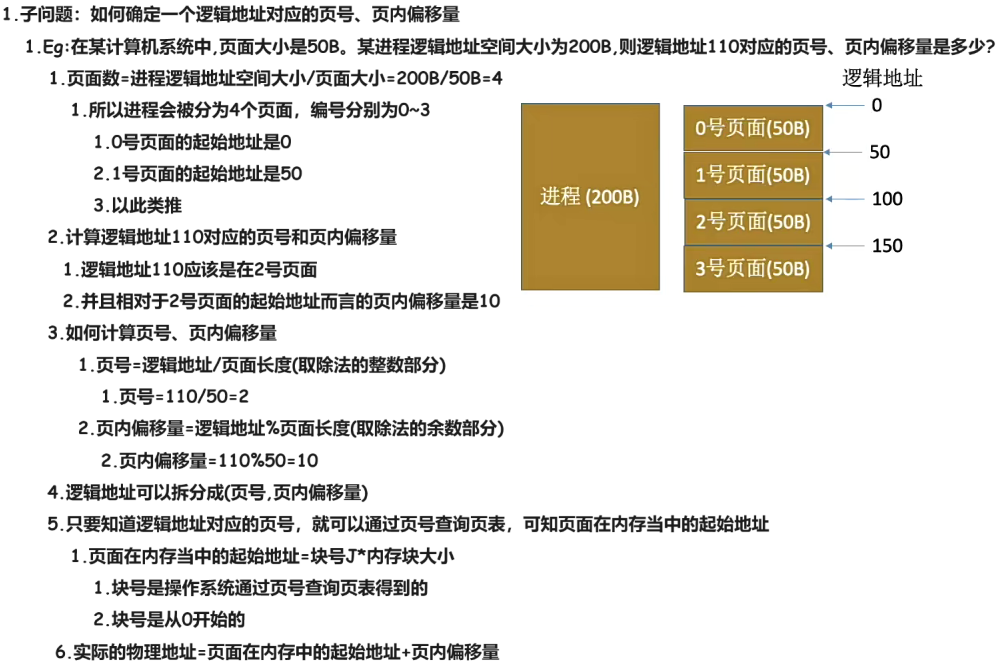 1.子问题：如何确定一个逻辑地址对应的页号、页内偏移量
1.Eg:在某计算机系统中,页面大小是50B。某进程逻辑地址空间大小为200B,则逻辑地址110对应的页号、页内偏移量是多少?
1.页面数=进程逻辑地址空间大小/页面大小=200B/50B=4
1.所以进程会被分为4个页面，编号分别为0~3
1.0号页面的起始地址是0
2.1号页面的起始地址是50
3.以此类推
2.计算逻辑地址110对应的页号和页内偏移量
1.逻辑地址110应该是在2号页面
2.并且相对于2号页面的起始地址而言的页内偏移量是10
3.如何计算页号、页内偏移量
1.页号=逻辑地址/页面长度(取除法的整数部分)
1.页号=110/50=2
2.页内偏移量=逻辑地址%页面长度(取除法的余数部分)
2.页内偏移量=110%50=10
4.逻辑地址可以拆分成(页号,页内偏移量)
5.只要知道逻辑地址对应的页号，就可以通过页号查询页表，可知页面在内存当中的起始地址
1.页面在内存当中的起始地址=块号J*内存块大小
1.块号是操作系统通过页号查询页表得到的
2.块号是从0开始的
6.实际的物理地址=页面在内存中的起始地址+页内偏移量
进程 (200B)
逻辑地址
0号页面(50B)
1号页面(50B)
2号页面(50B)
3号页面(50B)
0
50
100
150